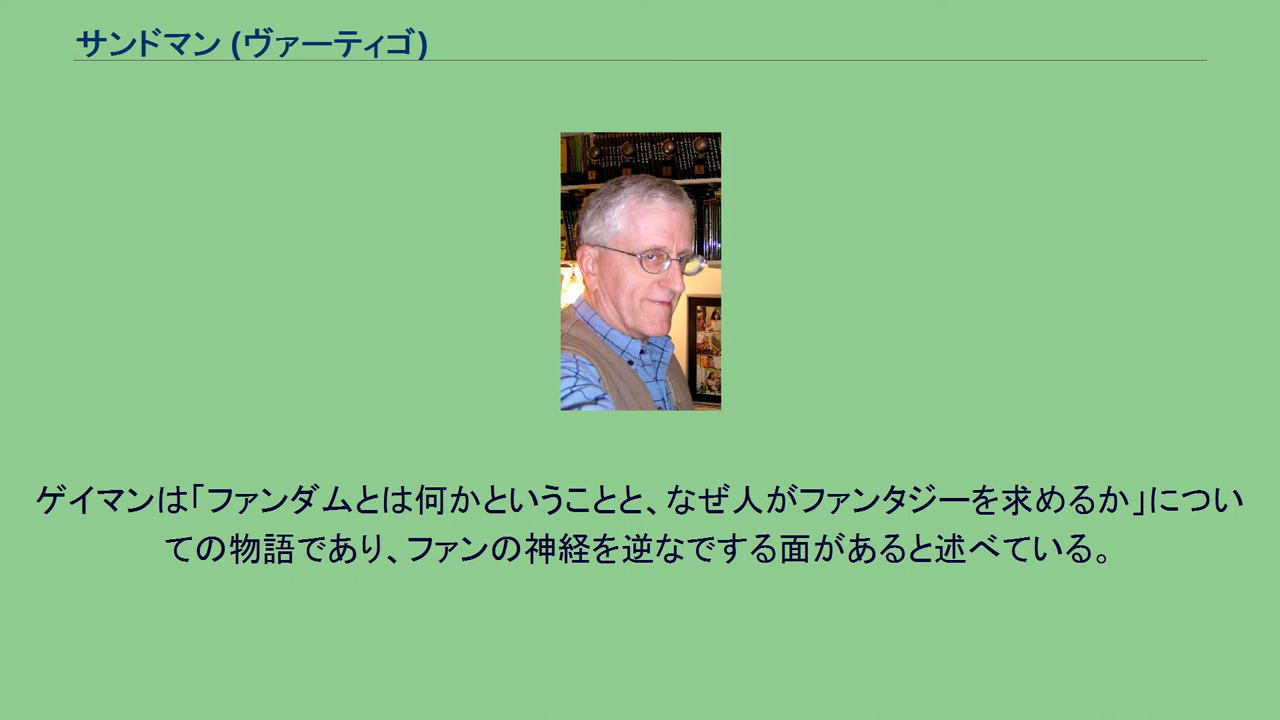 サンドマン (ヴァーティゴ)
ゲイマンは「ファンダムとは何かということと、なぜ人がファンタジーを求めるか」につい
ての物語であり、ファンの神経を逆なでする面があると述べている。